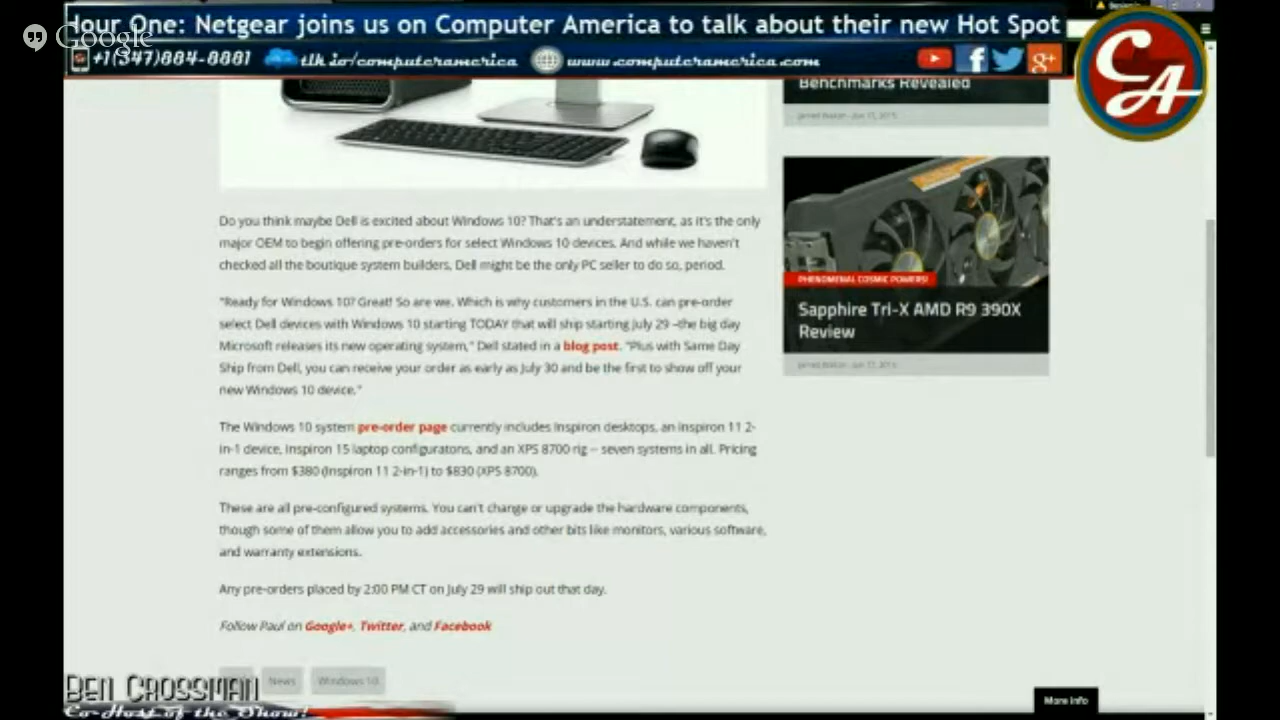 Hour One: Netgear joins us on Computer America to talk about their new Hot Spot
Google
+1(347)884-8881 tlk.io/computeramerica www.computeramerica.com
CA
Benchmarks Revealed
PHENOMENAL COSMIC POWERS!
Sapphire Tri-X AMD R9 390X
Review
Do you think maybe Dell is excited about Windows 10? That's an understatement, as it's the only
major OEM to begin offering pre-orders for select Windows 10 devices. And while we haven't
checked all the boutique system builders, Dell might be the only PC seller to do so, period.
"Ready for Windows 10? Great! So are we. Which is why customers in the U.S. can pre-order
select Dell devices with Windows 10 starting TODAY that will ship starting July 29 –the big day
Microsoft releases its new operating system," Dell stated in a blog post. "Plus with Same Day
Ship from Dell, you can receive your order as early as July 30 and be the first to show off your
new Windows 10 device."
The Windows 10 system pre-order page currently includes Inspiron desktops, an Inspiron 11 2-
in-1 device, Inspiron 15 laptop configuratons, and an XPS 8700 rig -- seven systems in all. Pricing
ranges from $380 (Inspiron 11 2-in-1) to $830 (XPS 8700).
These are all pre-configured systems. You can't change or upgrade the hardware components,
though some of them allow you to add accessories and other bits like monitors, various software,
and warranty extensions.
Any pre-orders placed by 2:00 PM CT on July 29 will ship out that day.
Follow Paul on Google+, Twitter, and Facebook
News Windows 10
Ben Crossman
Co-Host of the Show!
More Info